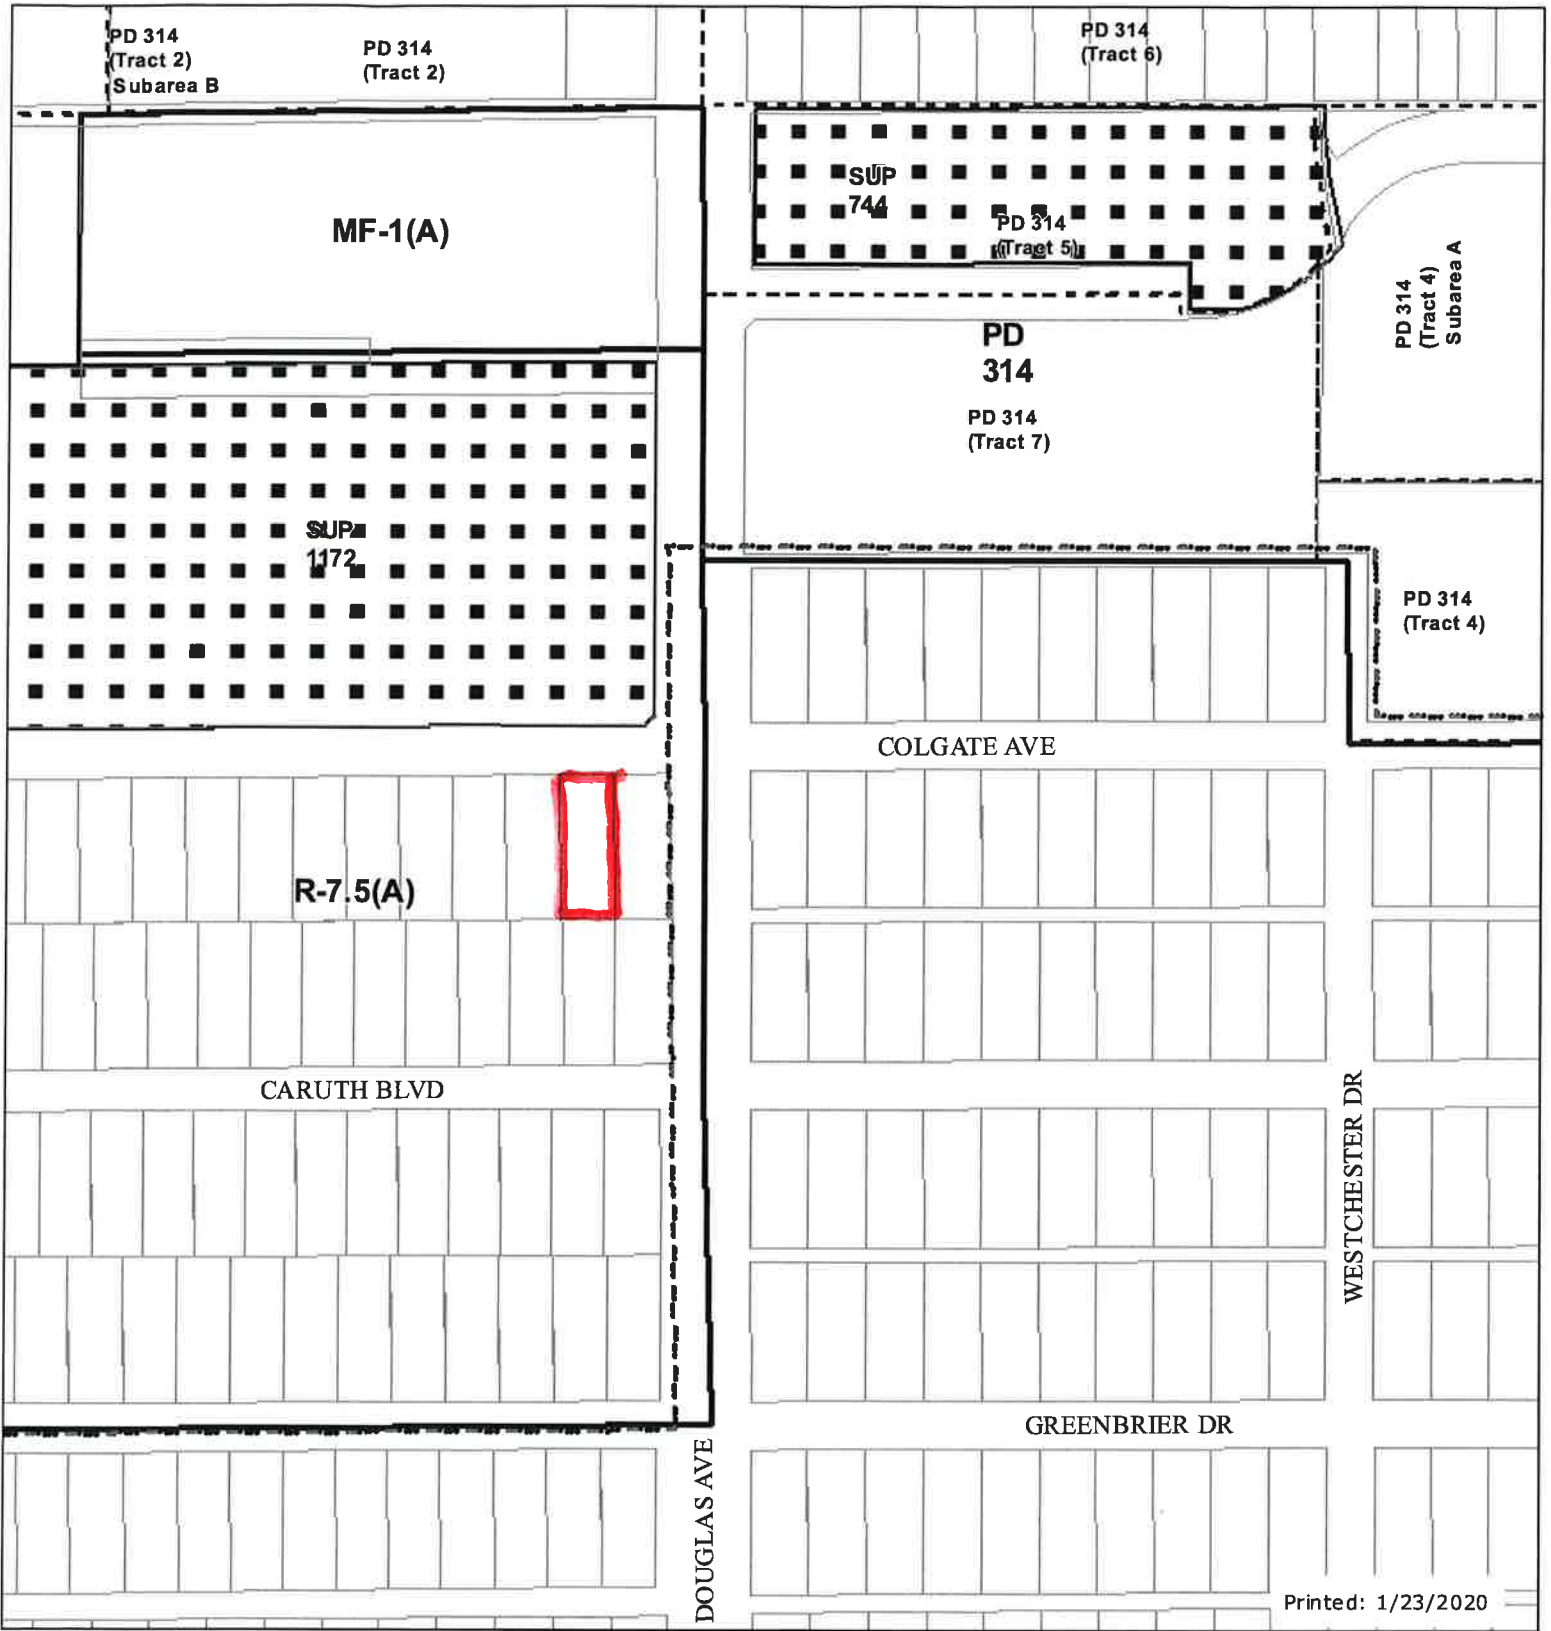 PD 314
(Tract 2)
Subarea B
PD 314
(Tract 2)
PD 314
(Tract 6)
MF-1(A)
SUP
744
PD 314
(Tract 5)
PD 314
(Tract 4)
Subarea A
PD
314
PD 314
(Tract 7)
SUP
1172
PD 314
(Tract 4)
COLGATE AVE
R-7.5(A)
CARUTH BLVD
WESTCHESTER DR
GREENBRIER DR
DOUGLAS AVE
Printed: 1/23/2020